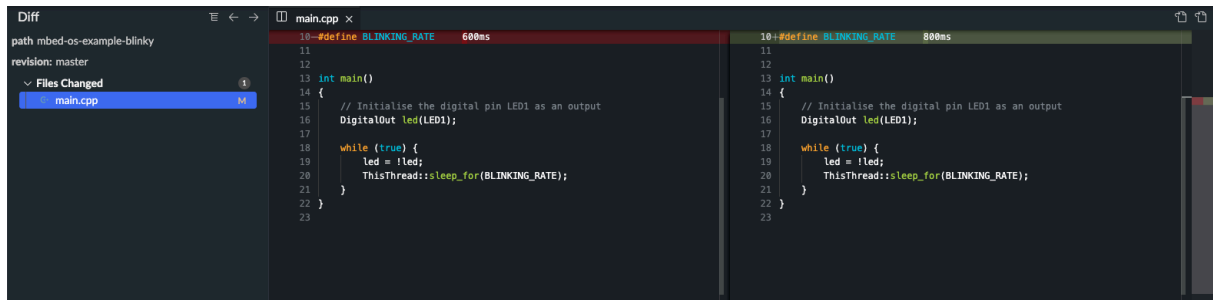 Diff
path mbed-os-example-blinky
revision: master
Files Changed 1
main.cpp M
main.cpp ×
10 #define BLINKING_RATE     600ms
11
12
13 int main()
14 {
15     // Initialise the digital pin LED1 as an output
16     DigitalOut led(LED1);
17
18     while (true) {
19         led = !led;
20         ThisThread::sleep_for(BLINKING_RATE);
21     }
22 }
23
10+#define BLINKING_RATE     800ms
11
12
13 int main()
14 {
15     // Initialise the digital pin LED1 as an output
16     DigitalOut led(LED1);
17
18     while (true) {
19         led = !led;
20         ThisThread::sleep_for(BLINKING_RATE);
21     }
22 }
23